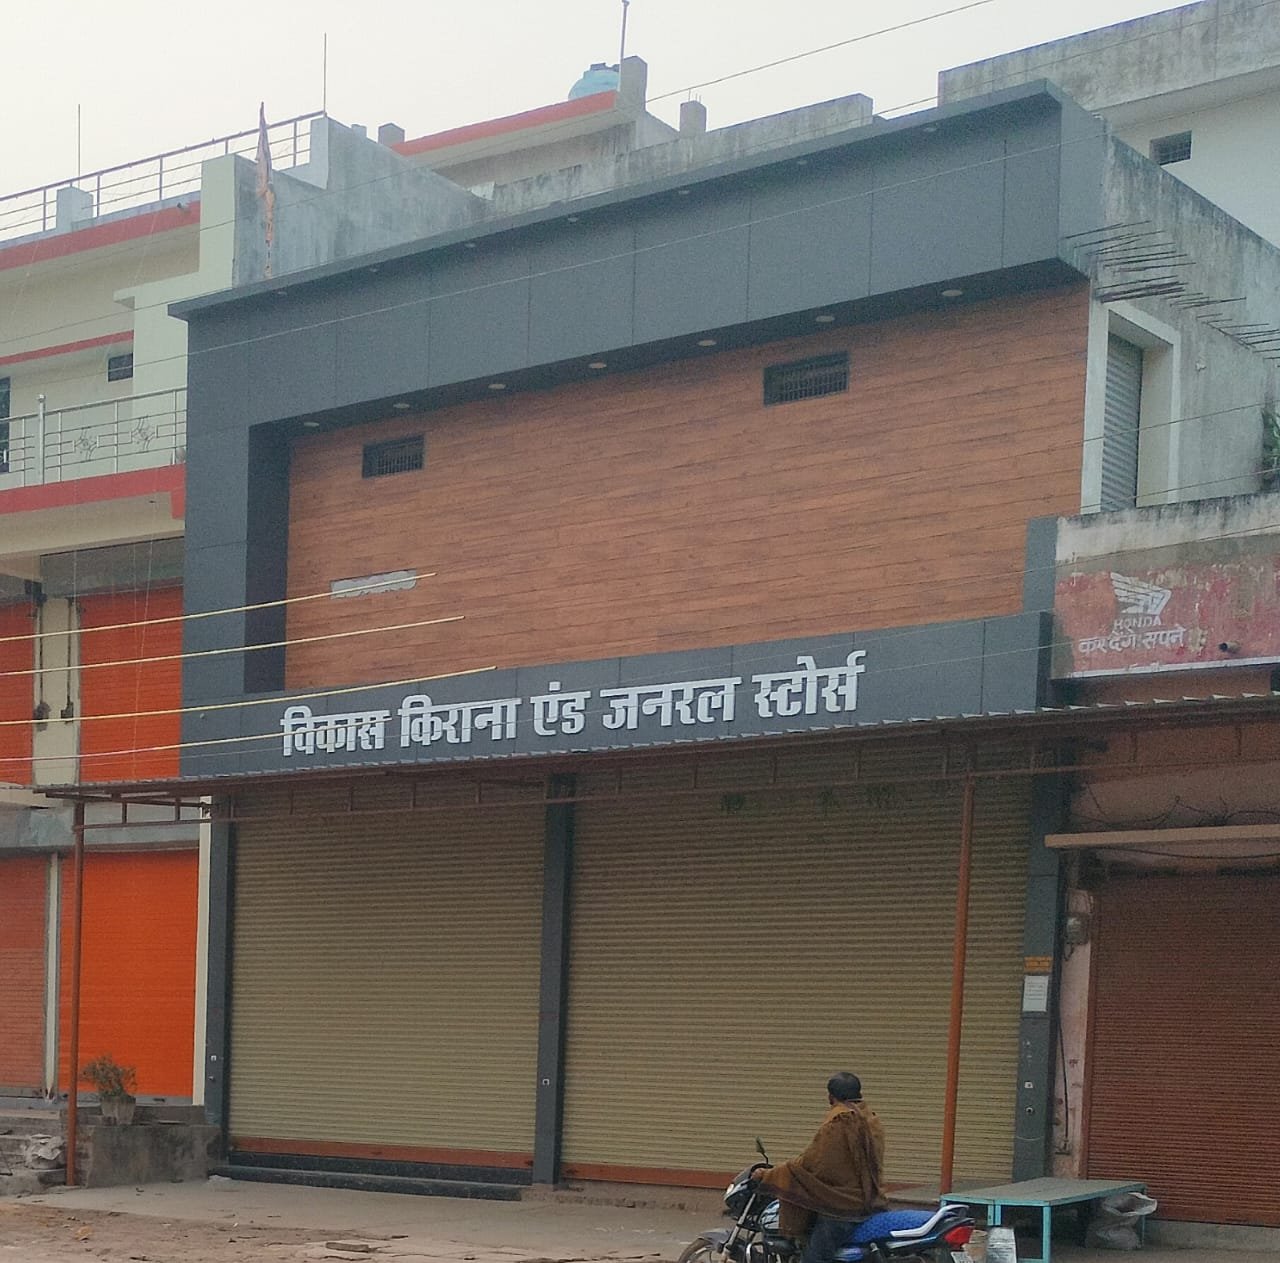 विकास किराना एंड जनरल स्टोर्स
HONDA
कर देंगे सपने